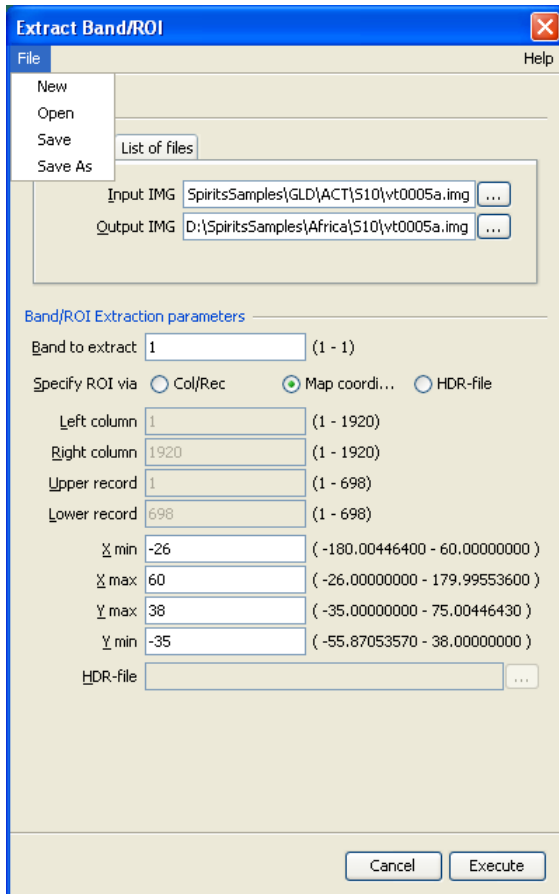 Extract Band/ROI
File Help
New
Open
Save
Save As
List of files
Input IMG SpiritsSamples\GLD\ACT\S10\vt0005a.img ...
Output IMG D:\SpiritsSamples\Africa\S10\vt0005a.img ...
Band/ROI Extraction parameters
Band to extract 1 (1 - 1)
Specify ROI via Col/Rec Map coordi... HDR-file
Left column 1 (1 - 1920)
Right column 1920 (1 - 1920)
Upper record 1 (1 - 698)
Lower record 698 (1 - 698)
X min -26 ( -180.00446400 - 60.00000000 )
X max 60 ( -26.00000000 - 179.99553600 )
Y max 38 ( -35.00000000 - 75.00446430 )
Y min -35 ( -55.87053570 - 38.00000000 )
HDR-file ...
Cancel Execute